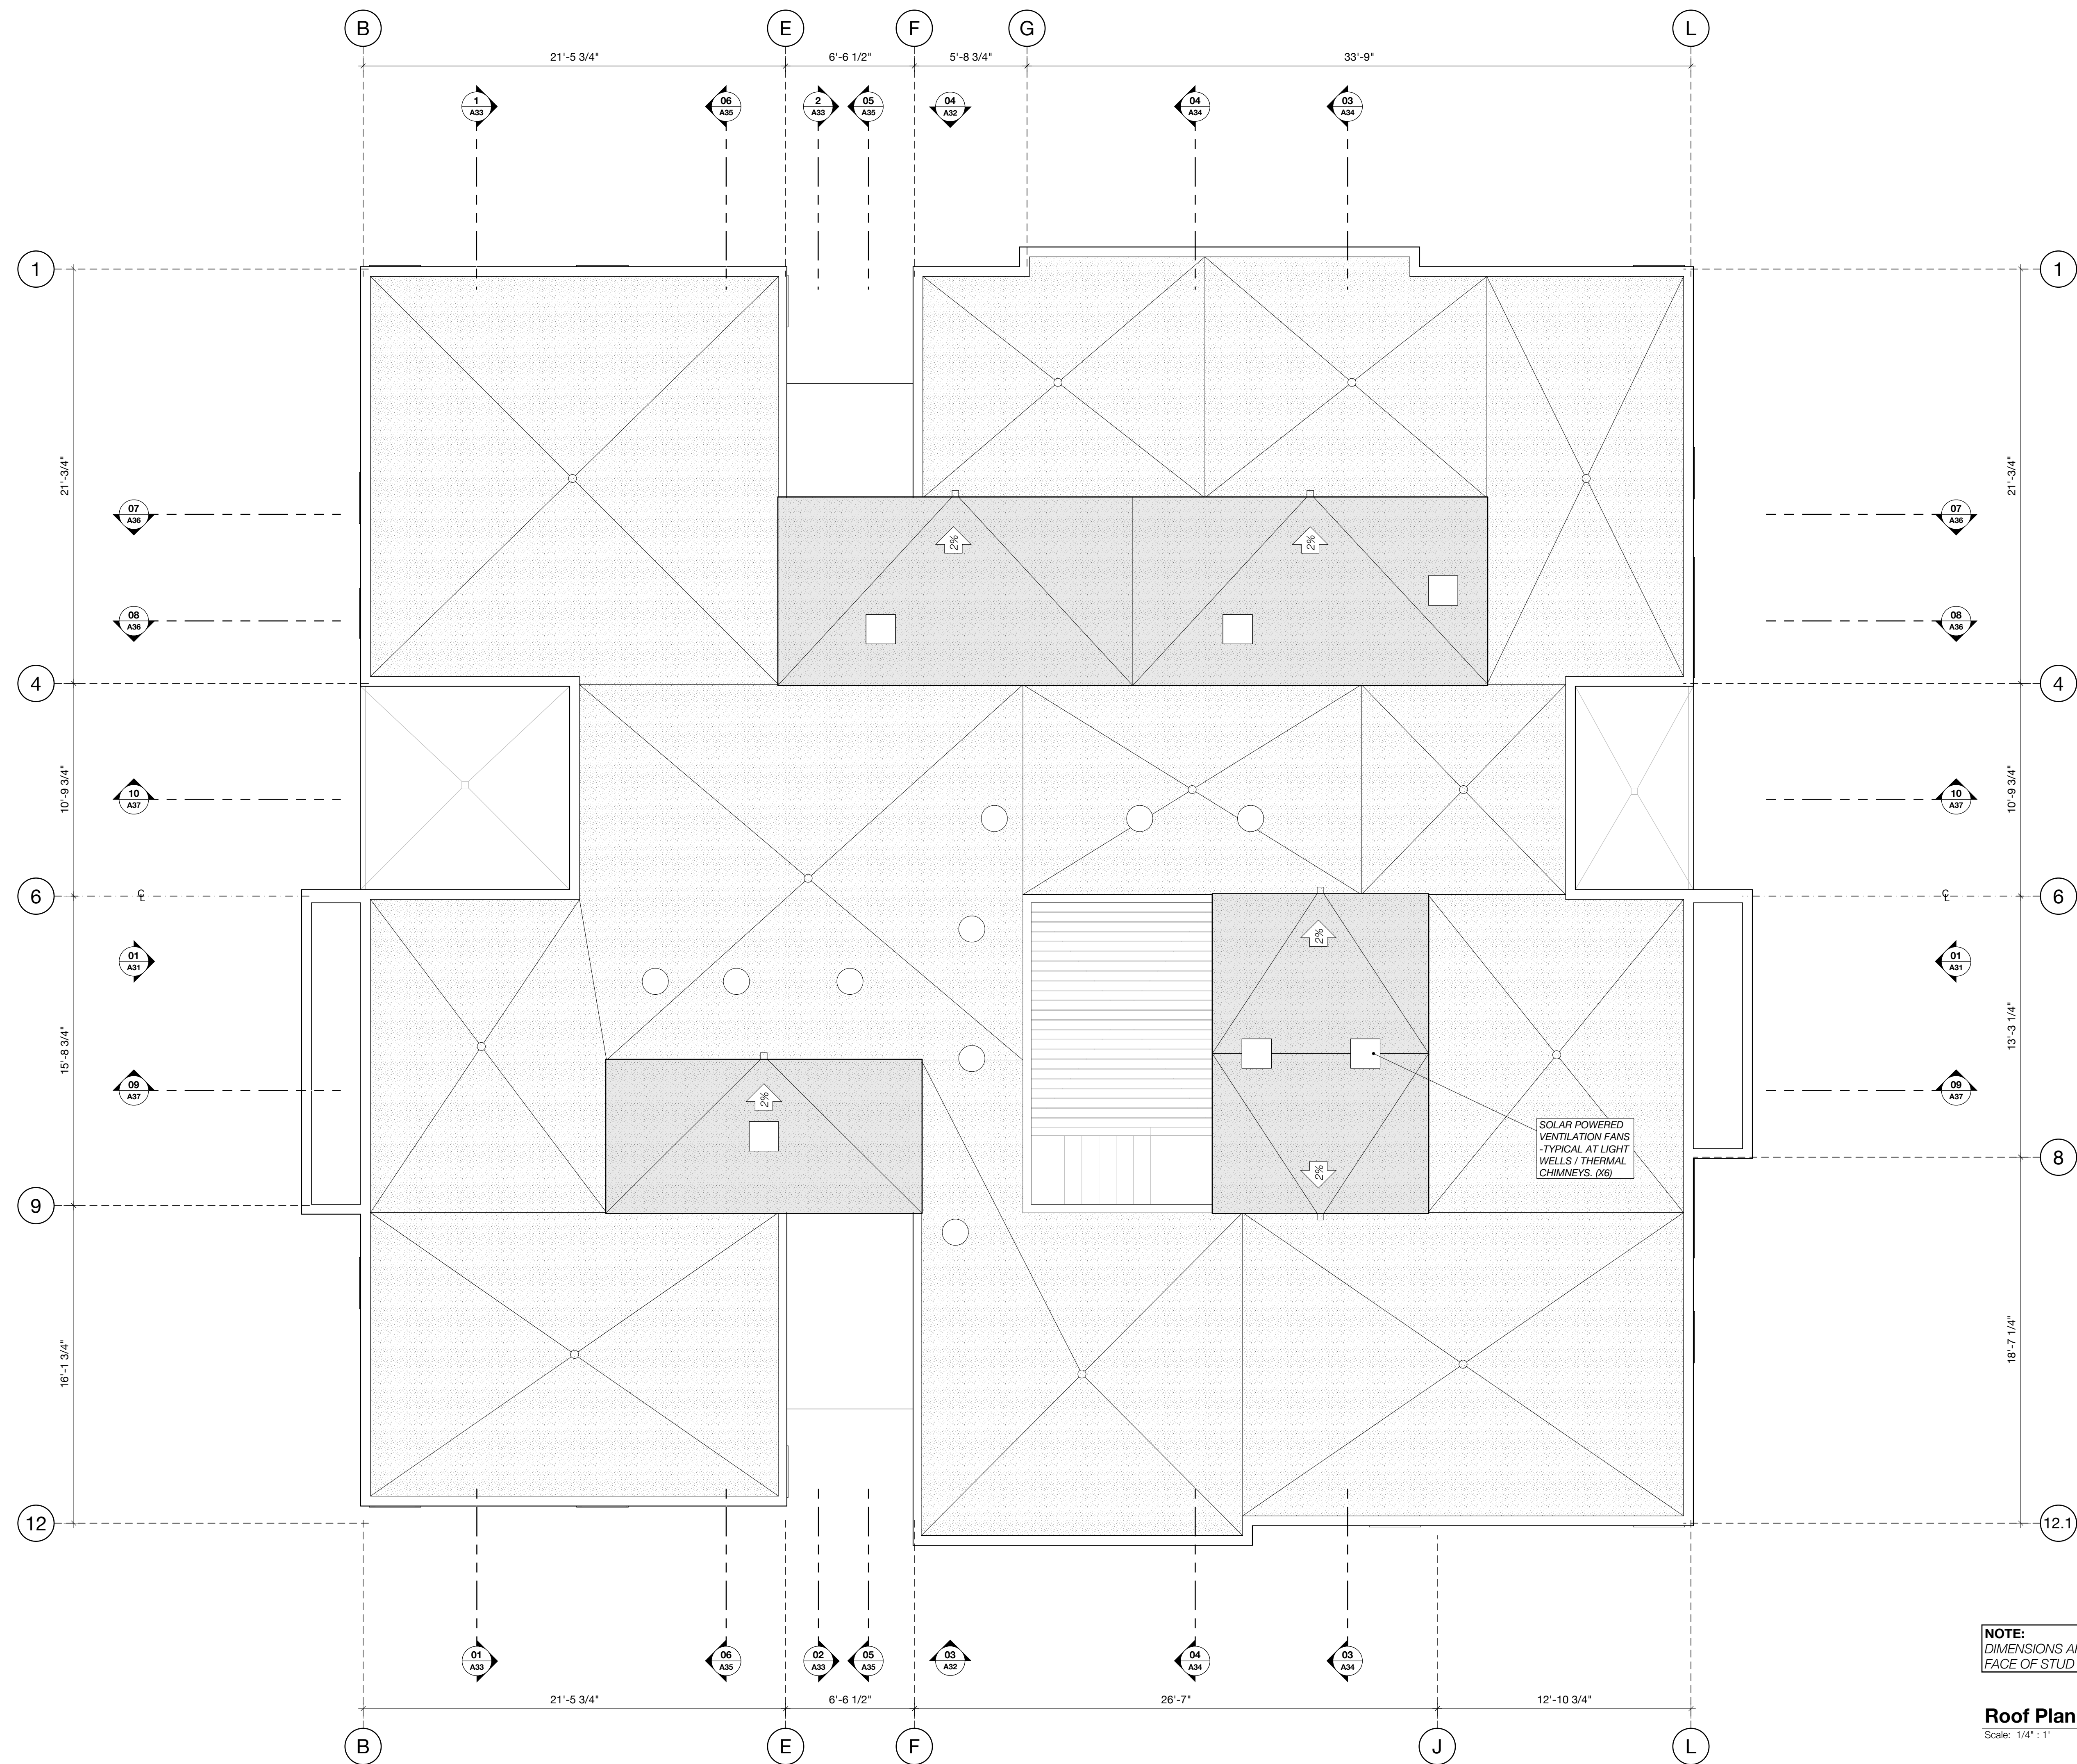 B
E
F
G
L
21'-5 3/4"
6'-6 1/2"
5'-8 3/4"
33'-9"
1
A33
06
A35
2
A33
05
A35
04
A32
04
A34
03
A34
1
1
21'-3/4"
21'-3/4"
07
A36
07
A36
2%
2%
08
A36
08
A36
4
4
10'-9 3/4"
10'-9 3/4"
10
A37
10
A37
6
℄
℄
6
2%
01
A31
01
A31
15'-8 3/4"
13'-3 1/4"
09
A37
09
A37
2%
SOLAR POWERED
VENTILATION FANS
-TYPICAL AT LIGHT
WELLS / THERMAL
CHIMNEYS. (X6)
2%
8
9
16'-1 3/4"
18'-7 1/4"
12
12.1
01
A33
06
A35
02
A33
05
A35
03
A32
04
A34
03
A34
NOTE:
DIMENSIONS
FACE OF STUD
21'-5 3/4"
6'-6 1/2"
26'-7"
12'-10 3/4"
Roof Plan
Scale: 1/4" : 1'
B
E
F
J
L